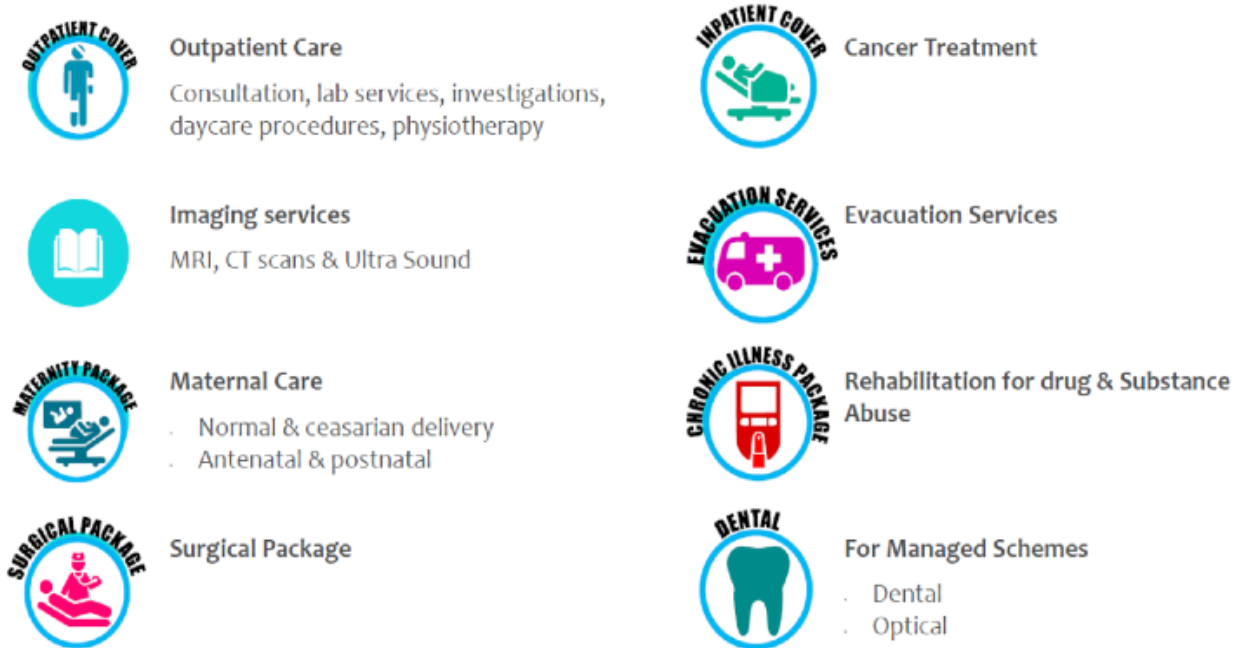 OUTPATIENT COVER
Outpatient Care
Consultation, lab services, investigations,
daycare procedures, physiotherapy
Imaging services
MRI, CT scans & Ultra Sound
MATERNITY PACKAGE
Maternal Care
. Normal & ceasarian delivery
. Antenatal & postnatal
SURGICAL PACKAGE
Surgical Package
INPATIENT COVER
Cancer Treatment
EVACUATION SERVICES
Evacuation Services
CHRONIC ILLNESS PACKAGE
Rehabilitation for drug & Substance
Abuse
DENTAL
For Managed Schemes
. Dental
. Optical